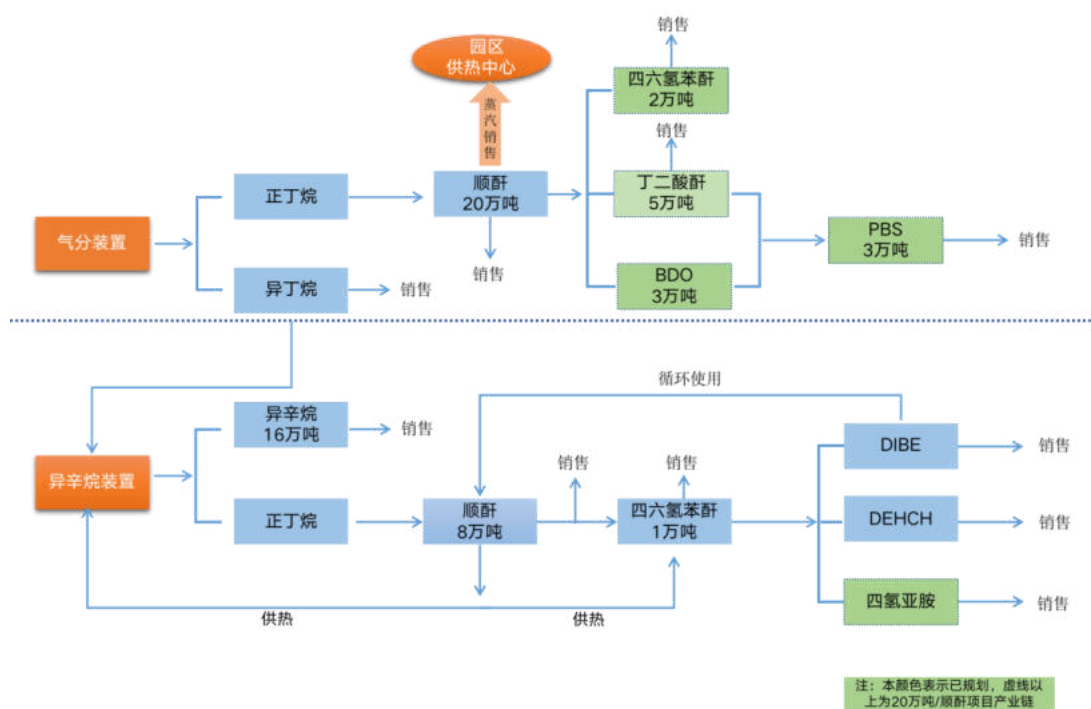 销售
园区
供热中心
四六氢苯酐
2万吨
蒸汽销售
销售
正丁烷
顺酐
20万吨
丁二酸酐
5万吨
气分装置
PBS
3万吨
销售
异丁烷
销售
销售
BDO
3万吨
循环使用
异辛烷
16万吨
销售
DIBE
销售
异辛烷装置
销售
销售
正丁烷
顺酐
8万吨
四六氢苯酐
1万吨
DEHCH
销售
四氢亚胺
销售
供热
供热
注：本颜色表示已规划，虚线以
上为20万吨/顺酐项目产业链